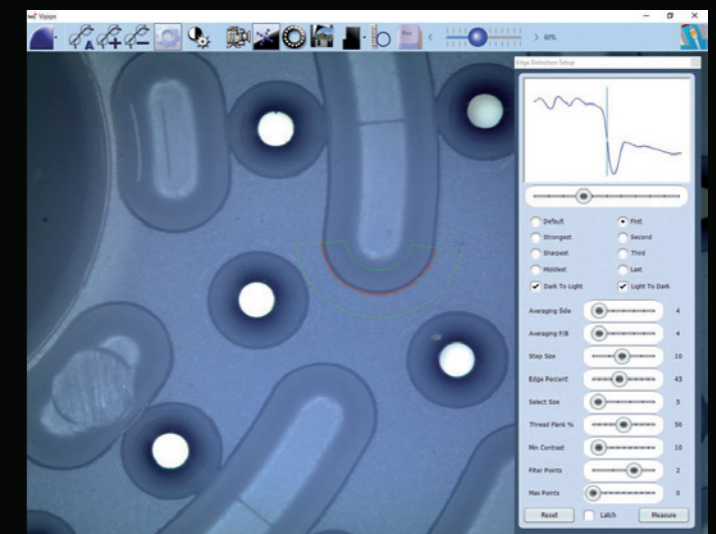 Vision
60%
Edge Detection Setup
Default
First
Strongest
Second
Sharpest
Third
Middlest
Last
Dark To Light
Light To Dark
Averaging Side 4
Averaging F/B 4
Step Size 10
Edge Percent 43
Select Size 5
Thread Flank % 50
Min Contrast 10
Filter Points 2
Max Points 0
Reset
Latch
Measure